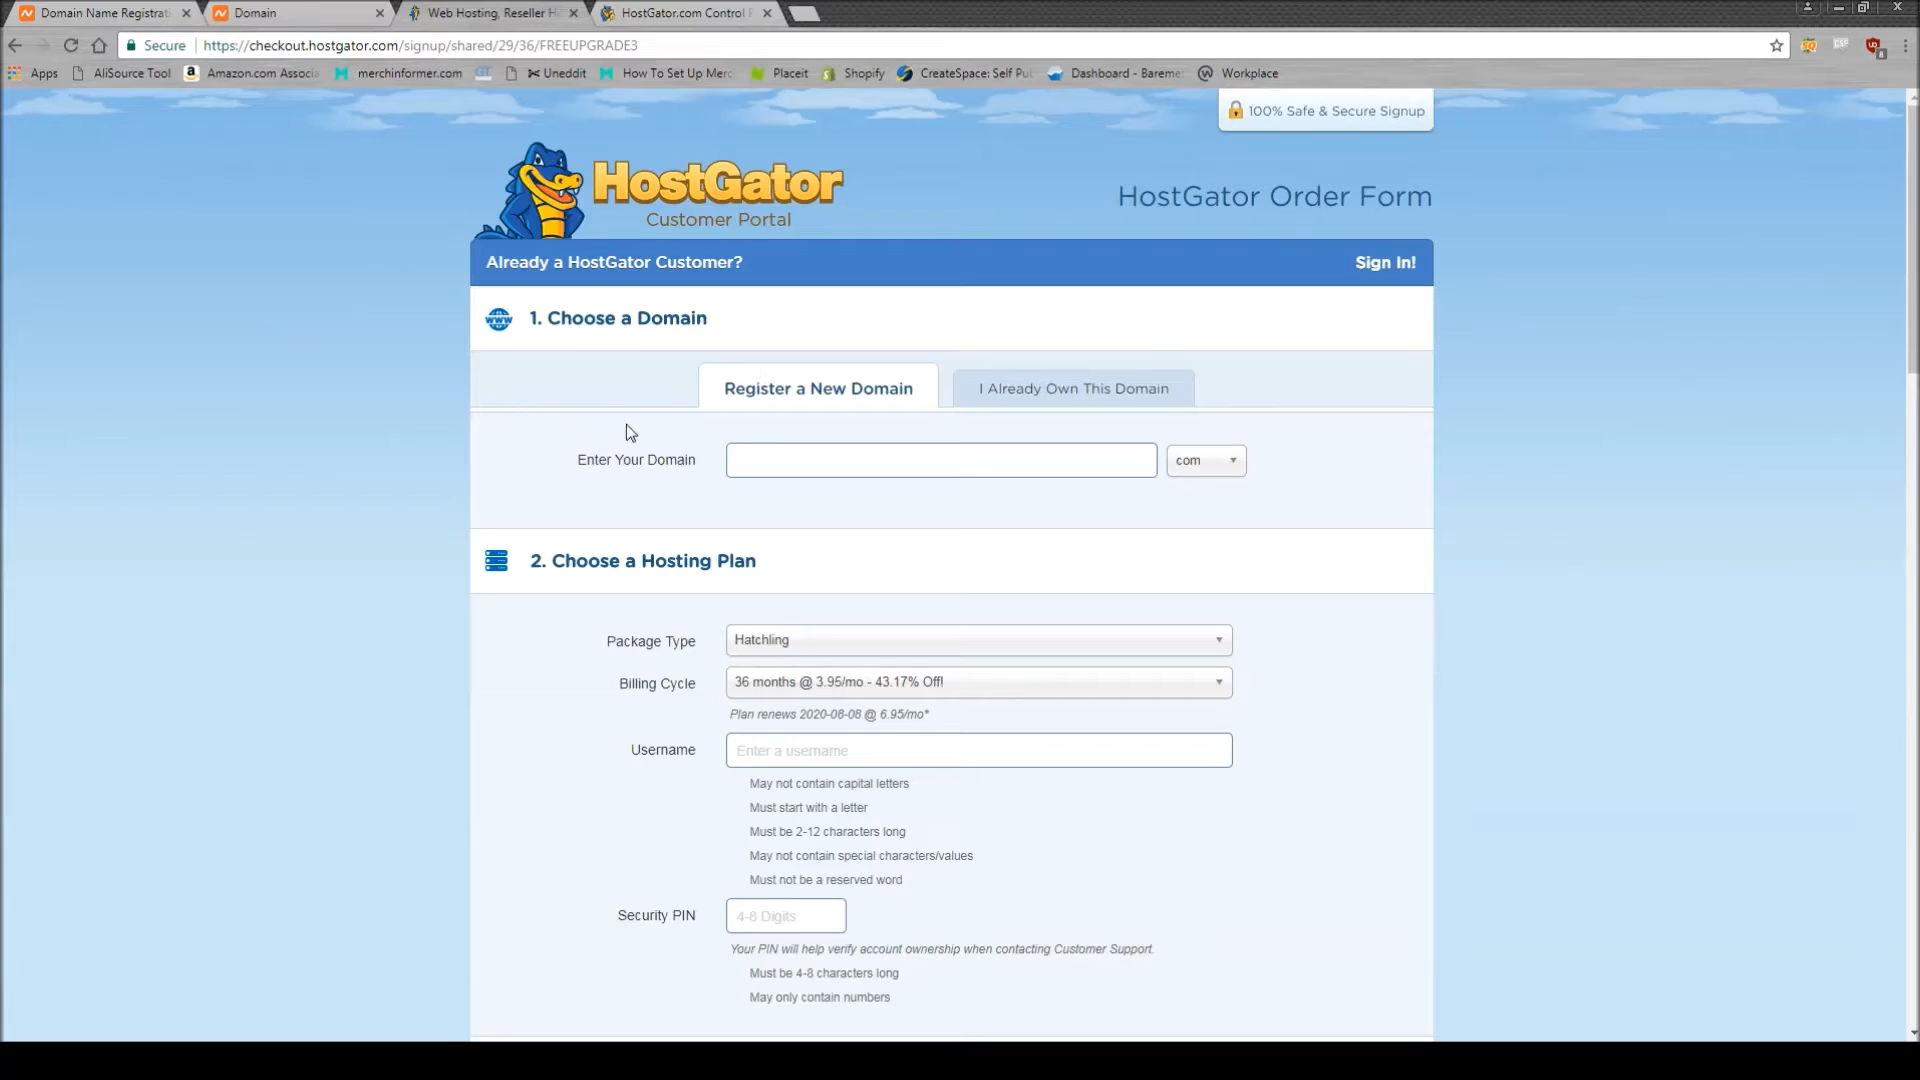 Domain Name Registrati
Domain
Web Hosting, Reseller H
HostGator.com Control P
Secure
https://checkout.hostgator.com/signup/shared/29/36/FREEUPGRADE3
Apps
AliSource Tool
Amazon.com Associa
merchinformer.com
Uneddit
How To Set Up Merc
Placeit
Shopify
CreateSpace: Self Pu
Dashboard - Bareme
Workplace
100% Safe & Secure Signup
HostGator
Customer Portal
HostGator Order Form
Already a HostGator Customer?
Sign In!
www
1. Choose a Domain
Register a New Domain
I Already Own This Domain
Enter Your Domain
com
2. Choose a Hosting Plan
Package Type
Hatchling
Billing Cycle
36 months @ 3.95/mo - 43.17% Off!
Plan renews 2020-08-08 @ 6.95/mo*
Username
Enter a username
May not contain capital letters
Must start with a letter
Must be 2-12 characters long
May not contain special characters/values
Must not be a reserved word
Security PIN
4-8 Digits
Your PIN will help verify account ownership when contacting Customer Support.
Must be 4-8 characters long
May only contain numbers